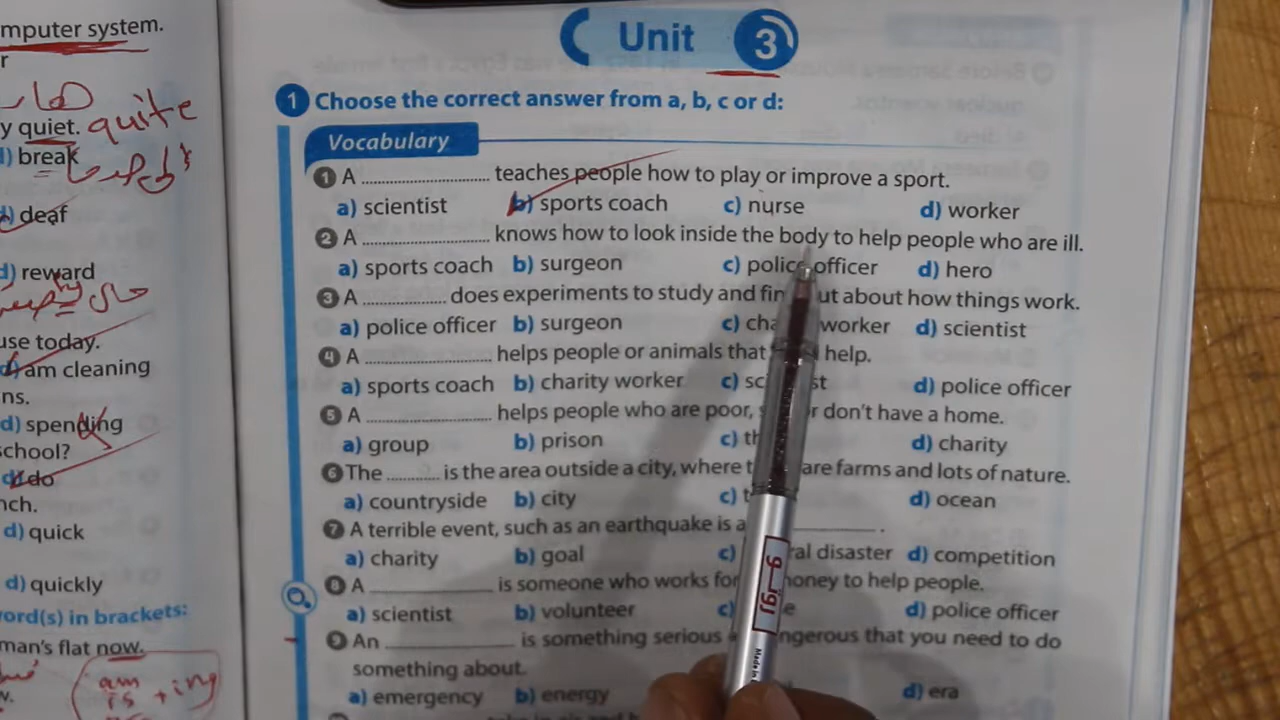 mputer system.
r
y quiet. quite
d) break
d) deaf
d) reward
use today.
d) am cleaning
ns.
d) spending
school?
d) do
nch.
d) quick
d) quickly
word(s) in brackets:
man's flat now.
am
is + ing
Unit 3
1 Choose the correct answer from a, b, c or d:
Vocabulary
1 A .................... teaches people how to play or improve a sport.
a) scientist b) sports coach c) nurse d) worker
2 A .................... knows how to look inside the body to help people who are ill.
a) sports coach b) surgeon c) police officer d) hero
3 A .................... does experiments to study and out about how things work.
a) police officer b) surgeon c) worker d) scientist
4 A .................... helps people or animals that help.
a) sports coach b) charity worker c) d) police officer
5 A .................... helps people who are poor, don't have a home.
a) group b) prison c) d) charity
6 The ............ is the area outside a city, where are farms and lots of nature.
a) countryside b) city c) d) ocean
7 A terrible event, such as an earthquake is a .................... .
a) charity b) goal c) disaster d) competition
8 A .................... is someone who works for money to help people.
a) scientist b) volunteer c) d) police officer
9 An .................... is something serious that you need to do
something about.
a) emergency b) energy d) era